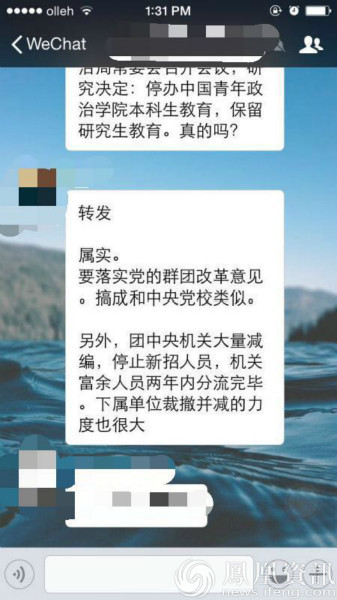 olleh
1:31 PM
WeChat
治局常委会召开会议，研
究决定：停办中国青年政
治学院本科生教育，保留
研究生教育。真的吗?
转发
属实。
要落实党的群团改革意见
。搞成和中央党校类似。
另外，团中央机关大量减
编，停止新招人员，机关
富余人员两年内分流完毕
。下属单位裁撤并减的力
度也很大
鳳凰資訊
news.ifeng.com